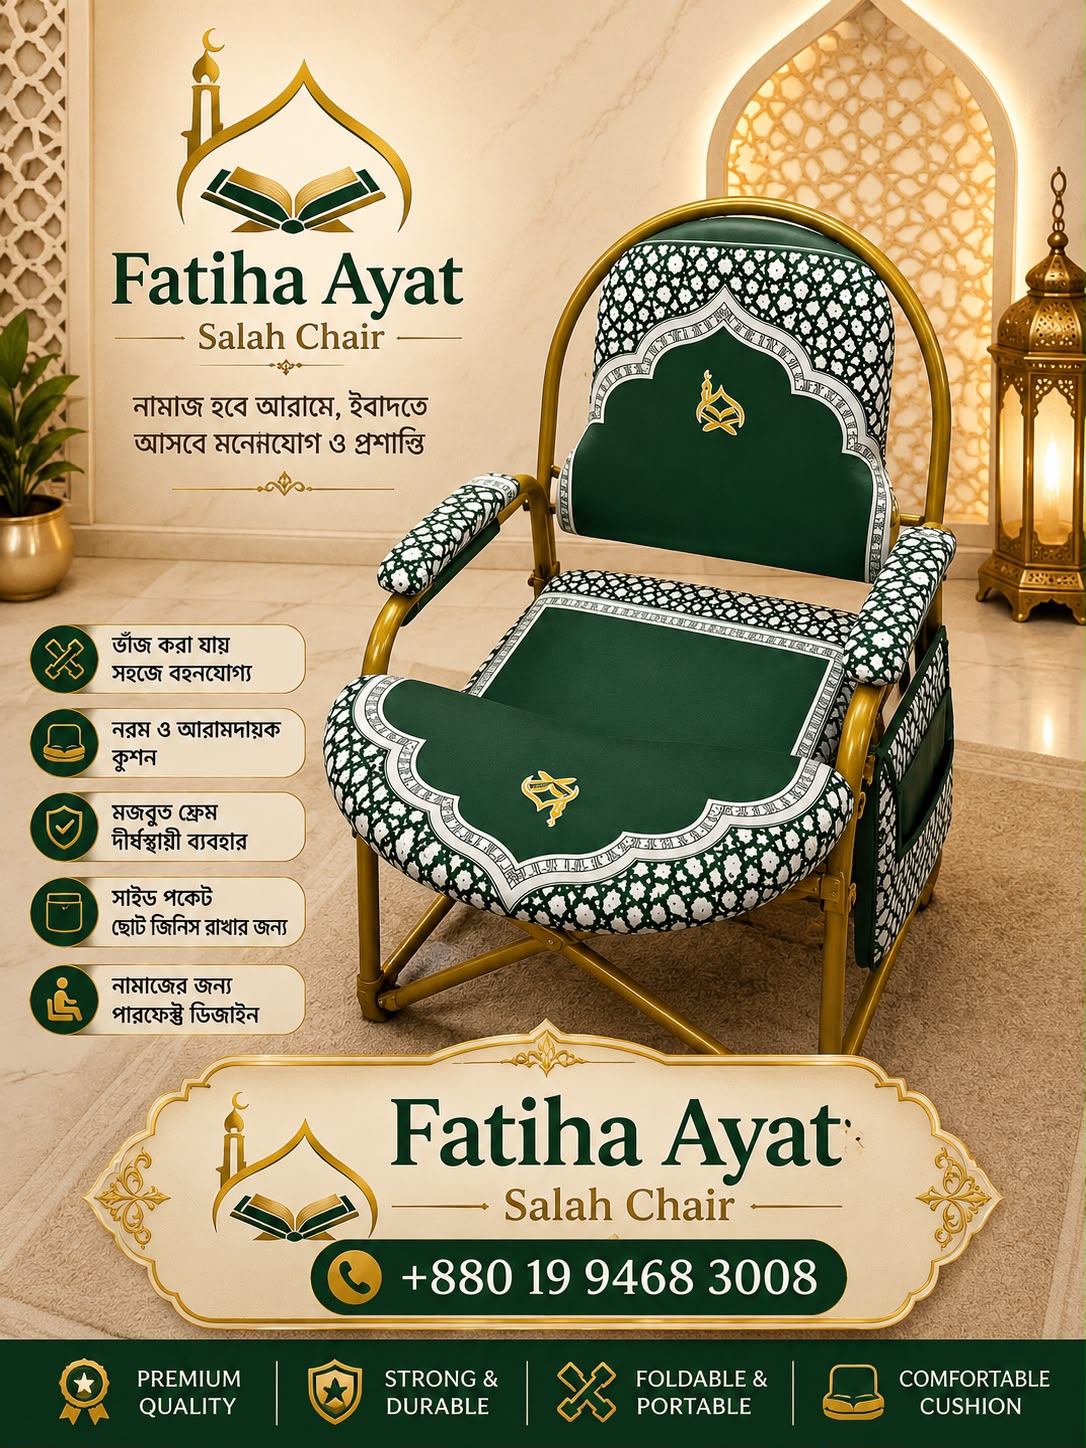 Fatiha Ayat
Salah Chair
নামাজ হবে আরামে, ইবাদতে
আসবে ও প্রশান্তি
ভাঁজ করা যায়
সহজে বহনযোগ্য
নরম ও আরামদায়ক
কুশন
মজবুত ফ্রেম
দীর্ঘস্থায়ী ব্যবহার
সাইড পকেট
ছোট জিনিস রাখার জন্য
নামাজের জন্য
পারফেক্ট ডিজাইন
Fatiha Ayat
Salah Chair
+880 19 9468 3008
PREMIUM
QUALITY
STRONG &
DURABLE
FOLDABLE &
PORTABLE
COMFORTABLE
CUSHION